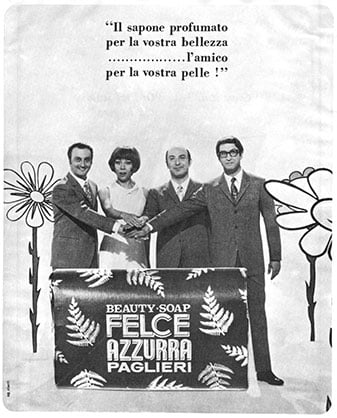 “Il sapone profumato
per la vostra bellezza
..................l'amico
per la vostra pelle !”
BEAUTY·SOAP
FELCE
AZZURRA
PAGLIERI